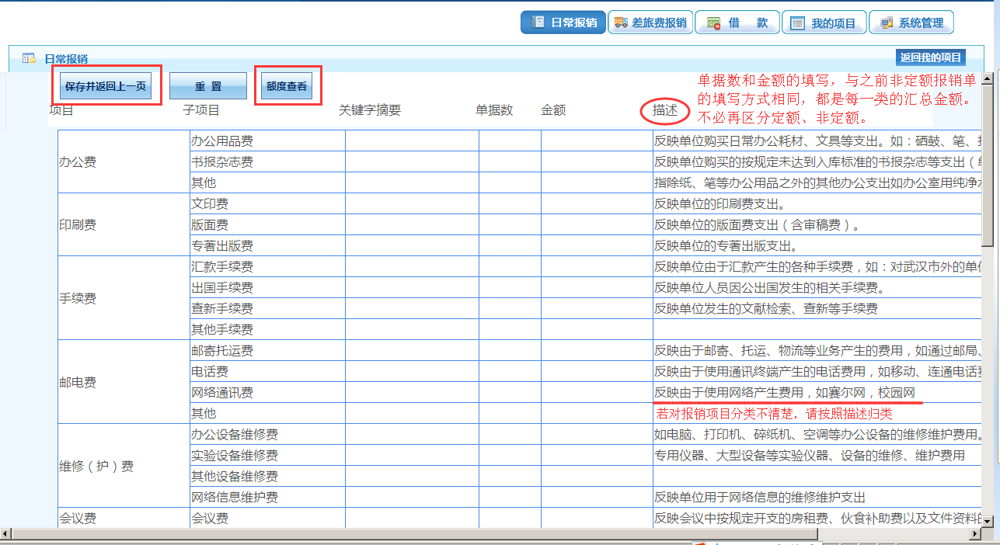 日常报销 差旅费报销 借 款 我的项目 系统管理
日常报销 返回我的项目
保存并返回上一页 重 置 额度查看
单据数和金额的填写，与之前非定额报销单
的填写方式相同，都是每一类的汇总金额。
不必再区分定额、非定额。
项目 子项目 关键字摘要 单据数 金额 描述
办公费
办公用品费 反映单位购买日常办公耗材、文具等支出。如：硒鼓、笔、
书报杂志费 反映单位购买的按规定未达到入库标准的书报杂志等支出（
其他 指除纸、笔等办公用品之外的其他办公支出如办公室用纯净
印刷费
文印费 反映单位的印刷费支出。
版面费 反映单位的版面费支出（含审稿费）。
专著出版费 反映单位的专著出版支出。
手续费
汇款手续费 反映单位由于汇款产生的各种手续费，如：对武汉市外的单
出国手续费 反映单位人员因公出国发生的相关手续费。
查新手续费 反映单位发生的文献检索、查新等手续费
其他手续费
邮电费
邮寄托运费 反映由于邮寄、托运、物流等业务产生的费用，如通过邮局、
电话费 反映由于使用通讯终端产生的电话费用，如移动、连通电话
网络通讯费 反映由于使用网络产生费用，如赛尔网，校园网
其他 若对报销项目分类不清楚，请按照描述归类
维修（护）费
办公设备维修费 如电脑、打印机、碎纸机、空调等办公设备的维修维护费用。
实验设备维修费 专用仪器、大型设备等实验仪器、设备的维修、维护费用
其他设备维修费
网络信息维护费 反映单位用于网络信息的维修维护支出
会议费 会议费 反映会议中按规定开支的房租费、伙食补助费以及文件资料